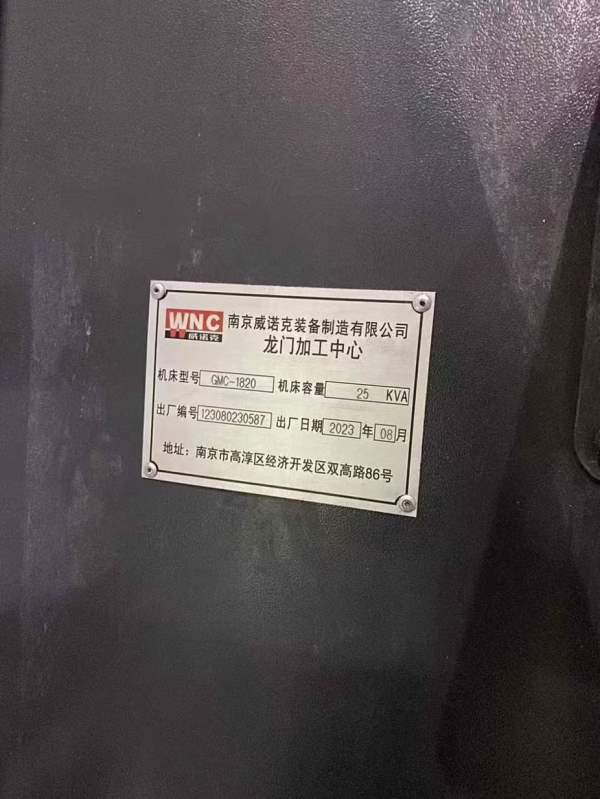 WNC
威诺克
南京威诺克装备制造有限公司
龙门加工中心
机床型号 GMC-1820 机床容量 25 KVA
出厂编号 123080230587 出厂日期 2023 年 08 月
地址：南京市高淳区经济开发区双高路86号